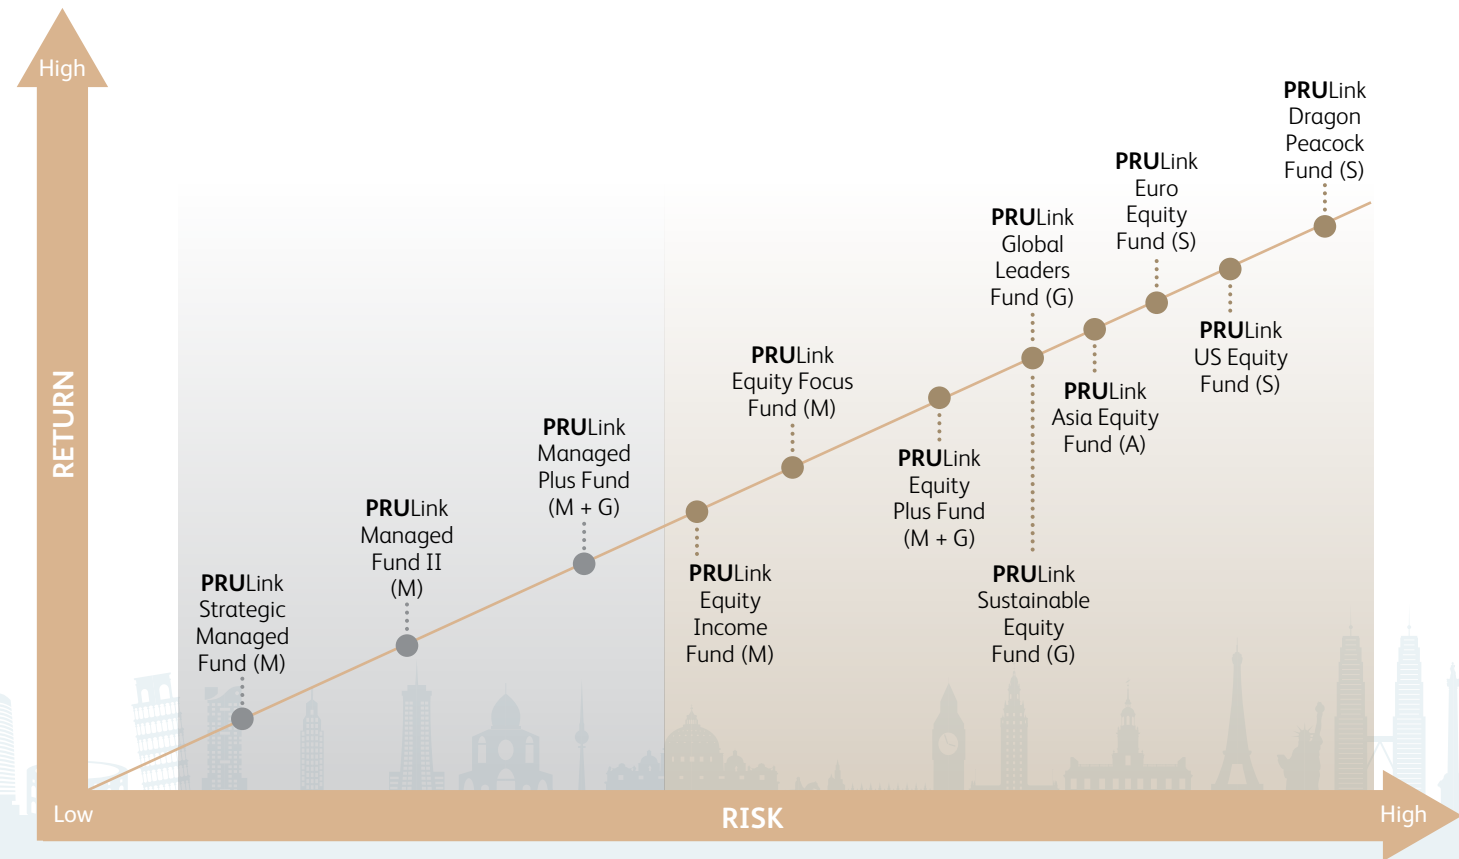 High
RETURN
Low
RISK
High
PRULink
Strategic
Managed
Fund (M)
PRULink
Managed
Fund II
(M)
PRULink
Managed
Plus Fund
(M + G)
PRULink
Equity
Income
Fund (M)
PRULink
Equity Focus
Fund (M)
PRULink
Equity
Plus Fund
(M + G)
PRULink
Global
Leaders
Fund (G)
PRULink
Sustainable
Equity
Fund (G)
PRULink
Asia Equity
Fund (A)
PRULink
Euro
Equity
Fund (S)
PRULink
US Equity
Fund (S)
PRULink
Dragon
Peacock
Fund (S)